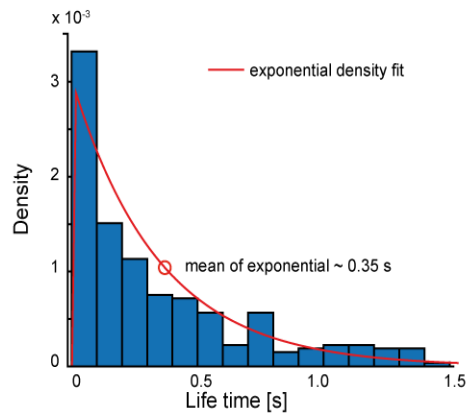 x 10⁻³
exponential density fit
3
2
Density
mean of exponential ~ 0.35 s
1
0
0 0.5 1.0 1.5
Life time [s]